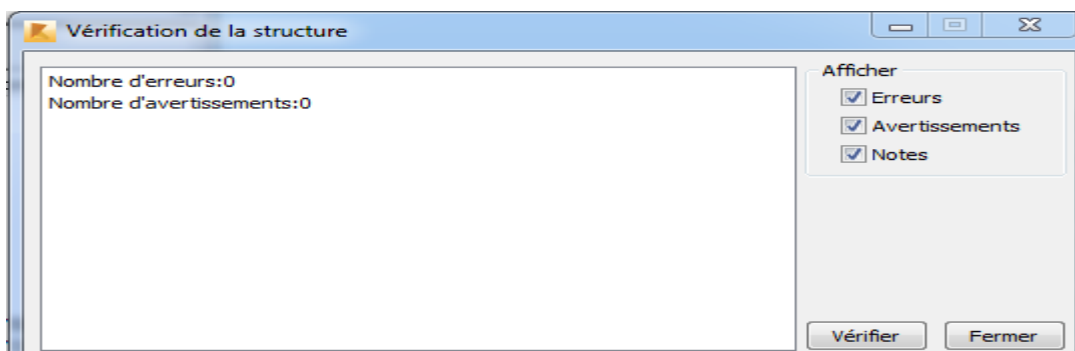 Vérification de la structure
Nombre d'erreurs:0
Nombre d'avertissements:0
Afficher
Erreurs
Avertissements
Notes
Vérifier
Fermer